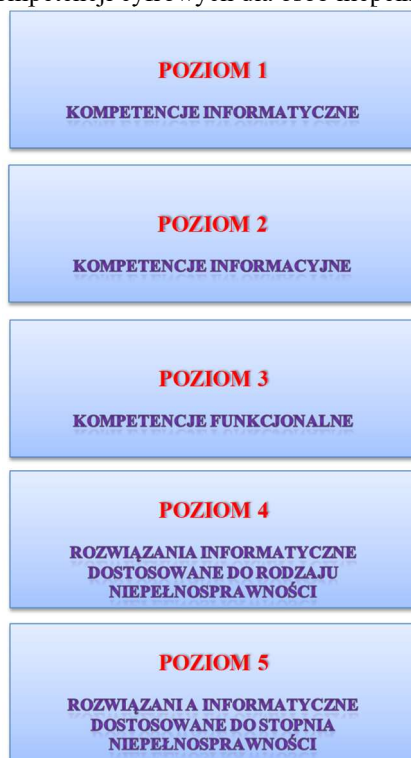 POZIOM 1
KOMPETENCJE INFORMATYCZNE
POZIOM 2
KOMPETENCJE INFORMACYJNE
POZIOM 3
KOMPETENCJE FUNKCJONALNE
POZIOM 4
ROZWIĄZANIA INFORMATYCZNE
DOSTOSOWANE DO RODZAJU
NIEPEŁNOSPRAWNOŚCI
POZIOM 5
ROZWIĄZANI A INFORMATYCZNE
DOSTOSOWANE DO STOPNIA
NIEPEŁNOSPRAWNOŚCI